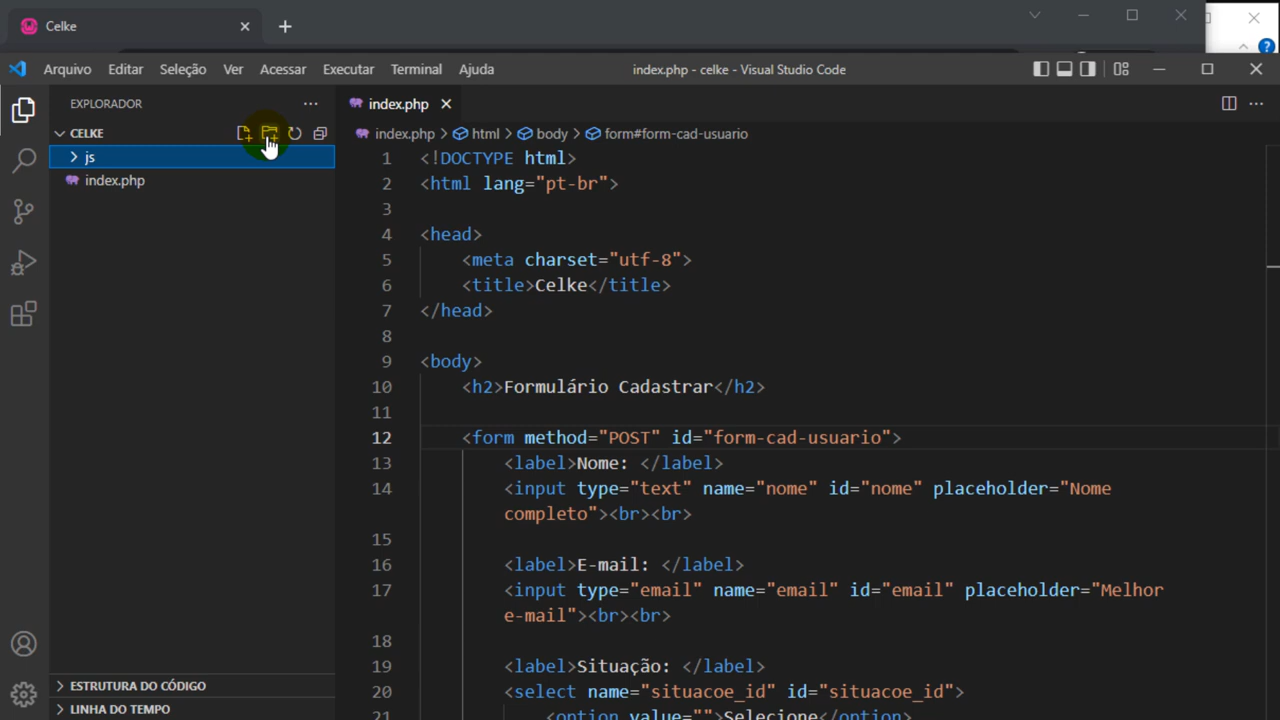 Celke
Arquivo Editar Seleção Ver Acessar Executar Terminal Ajuda
index.php - celke - Visual Studio Code
EXPLORADOR
index.php
CELKE
index.php > html > body > form#form-cad-usuario
js
index.php
1 <!DOCTYPE html>
2 <html lang="pt-br">
3
4 <head>
5 <meta charset="utf-8">
6 <title>Celke</title>
7 </head>
8
9 <body>
10 <h2>Formulário Cadastrar</h2>
11
12 <form method="POST" id="form-cad-usuario">
13 <label>Nome: </label>
14 <input type="text" name="nome" id="nome" placeholder="Nome
completo"><br><br>
15
16 <label>E-mail: </label>
17 <input type="email" name="email" id="email" placeholder="Melhor
e-mail"><br><br>
18
19 <label>Situação: </label>
20 <select name="situacoe_id" id="situacoe_id">
21 <option value="">Selecione</option>
ESTRUTURA DO CÓDIGO
LINHA DO TEMPO